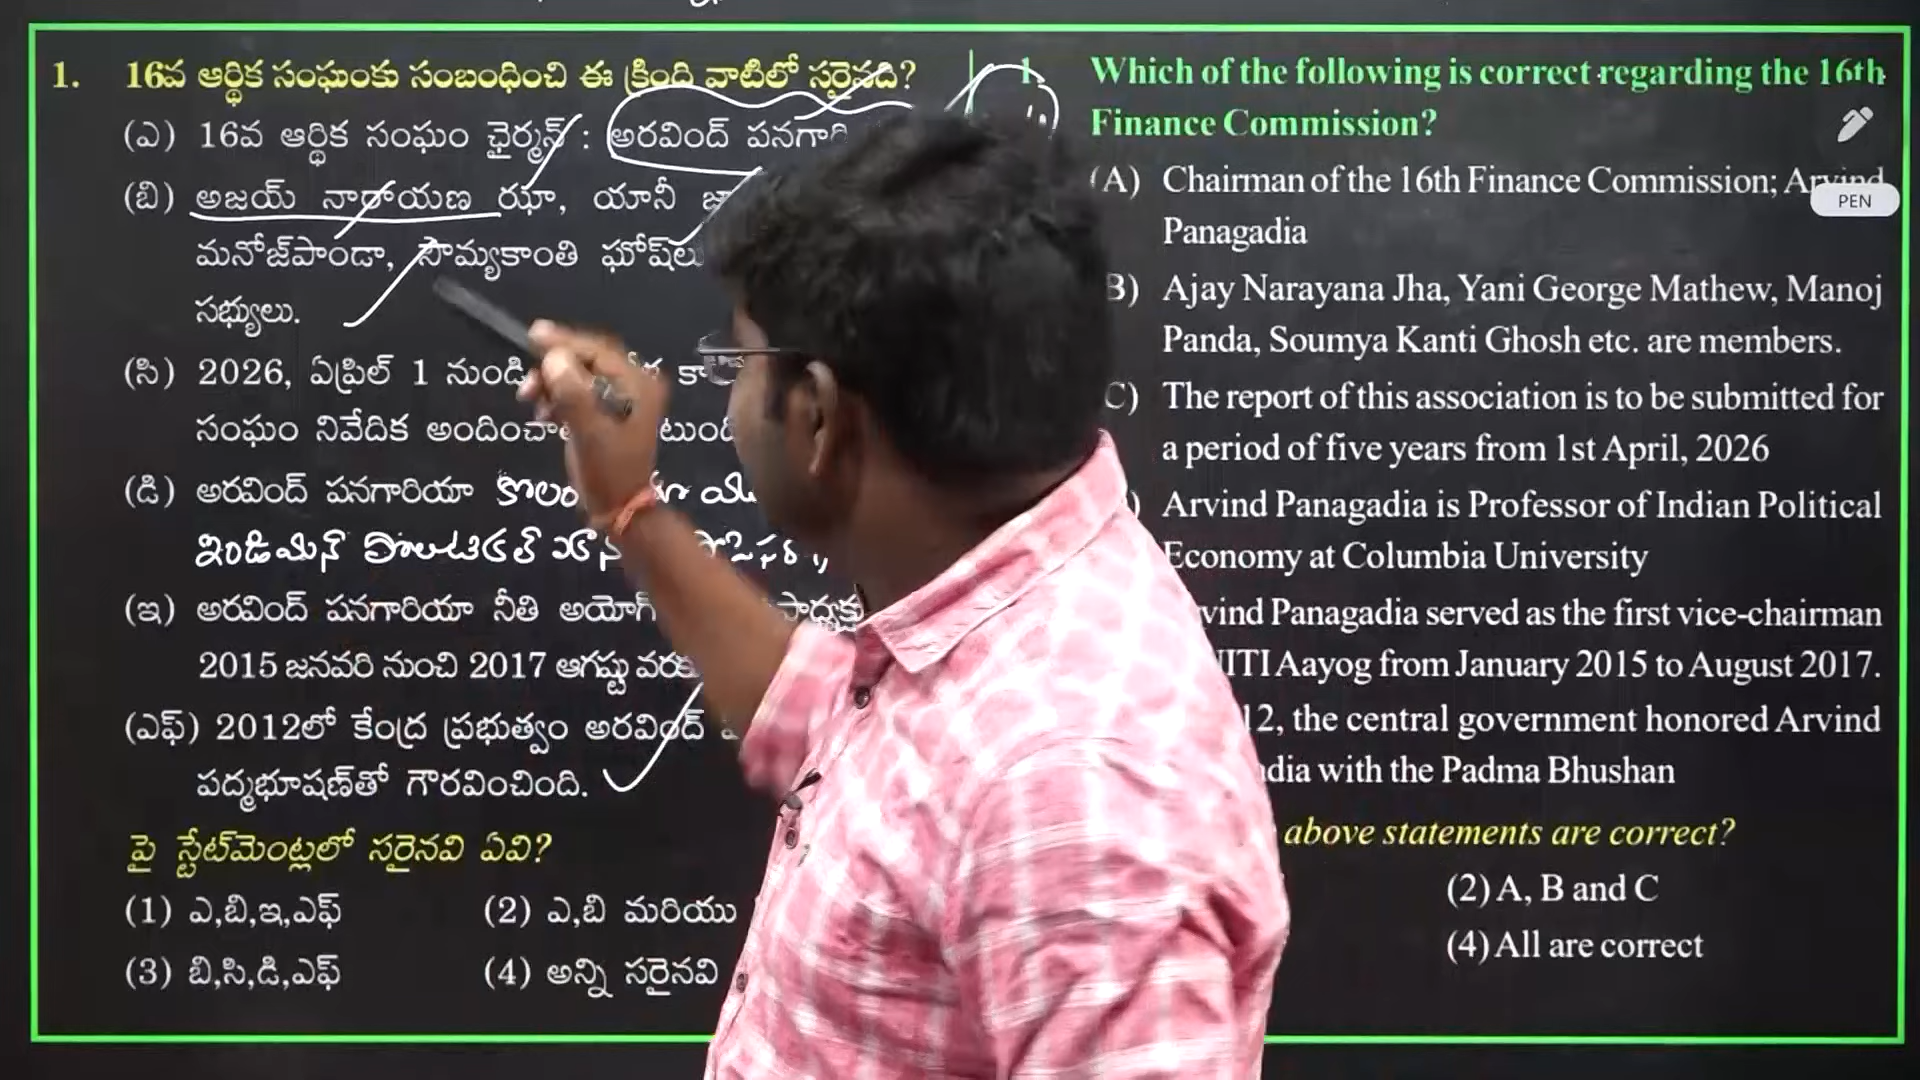 1. 16వ ఆర్థిక సంఘంకు సంబంధించి ఈ క్రింది వాటిలో సరైనది?
(ఎ) 16వ ఆర్థిక సంఘం ఛైర్మన్ : అరవింద్
(బి) అజయ్ నారాయణ ఝా, యానీ
మనోజ్‌పాండా, సౌమ్యకాంతి ఘోష్‌లు
సభ్యులు.
(సి) 2026, ఏప్రిల్ 1 నుండి
సంఘం నివేదిక
(డి) అరవింద్ పనగారియా
(ఇ) అరవింద్ పనగారియా నీతి
2015 జనవరి నుంచి 2017 ఆగష్టు
(ఎఫ్) 2012లో కేంద్ర ప్రభుత్వం అరవింద్
పద్మభూషణ్‌తో గౌరవించింది.
పై స్టేట్‌మెంట్లలో సరైనవి ఏవి?
(1) ఎ,బి,ఇ,ఎఫ్
(2) ఎ,బి మరియు
(3) బి,సి,డి,ఎఫ్
(4) అన్ని సరైనవి
1. Which of the following is correct regarding the 16th
Finance Commission?
(A) Chairman of the 16th Finance Commission; Arvind
Panagadia
B) Ajay Narayana Jha, Yani George Mathew, Manoj
Panda, Soumya Kanti Ghosh etc. are members.
C) The report of this association is to be submitted for
a period of five years from 1st April, 2026
Arvind Panagadia is Professor of Indian Political
Economy at Columbia University
Panagadia served as the first vice-chairman
Aayog from January 2015 to August 2017.
the central government honored Arvind
with the Padma Bhushan
above statements are correct?
(2) A, B and C
(4) All are correct
PEN